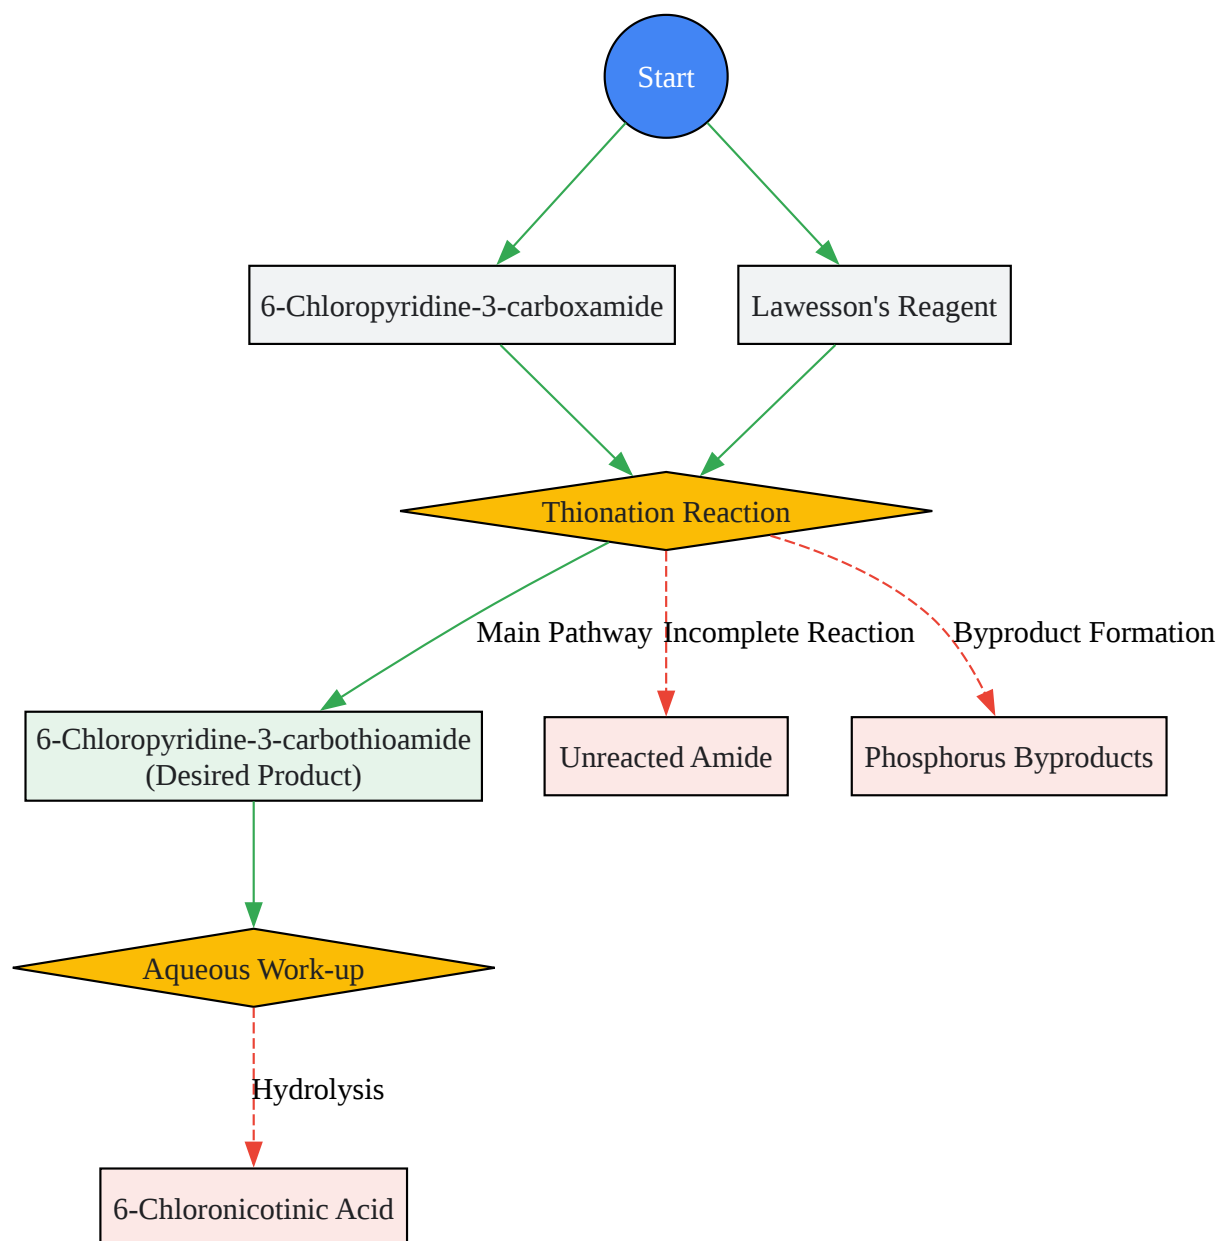 Start
6-Chloropyridine-3-carboxamide
Lawesson's Reagent
Thionation Reaction
Main Pathway
Incomplete Reaction
Byproduct Formation
6-Chloropyridine-3-carbothioamide
(Desired Product)
Unreacted Amide
Phosphorus Byproducts
Aqueous Work-up
Hydrolysis
6-Chloronicotinic Acid